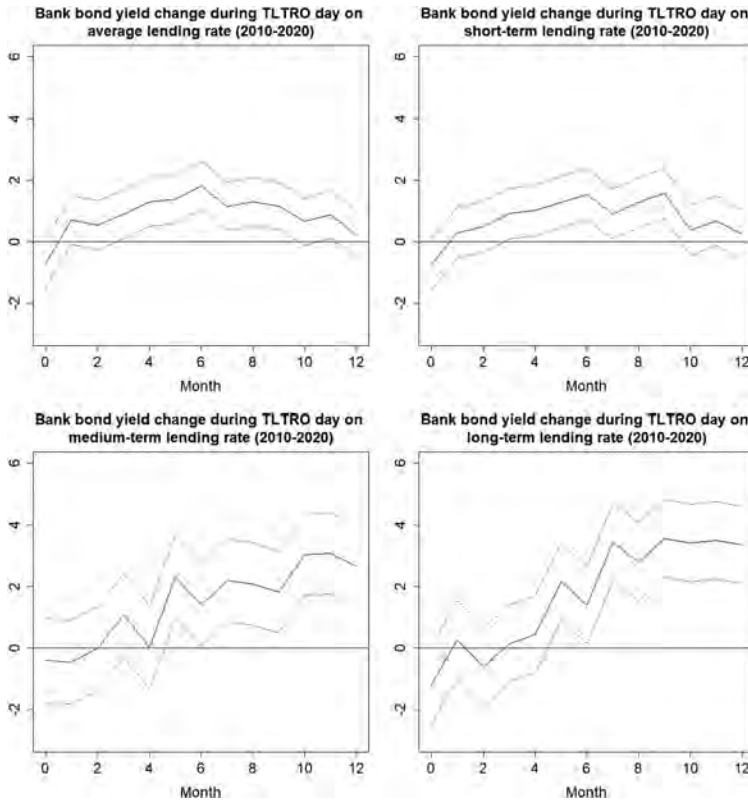 Bank bond yield change during TLTRO day on
average lending rate (2010-2020)
6
4
2
0
-2
0 2 4 6 8 10 12
Month
Bank bond yield change during TLTRO day on
short-term lending rate (2010-2020)
6
4
2
0
-2
0 2 4 6 8 10 12
Month
Bank bond yield change during TLTRO day on
medium-term lending rate (2010-2020)
6
4
2
0
-2
0 2 4 6 8 10 12
Month
Bank bond yield change during TLTRO day on
long-term lending rate (2010-2020)
6
4
2
0
-2
0 2 4 6 8 10 12
Month